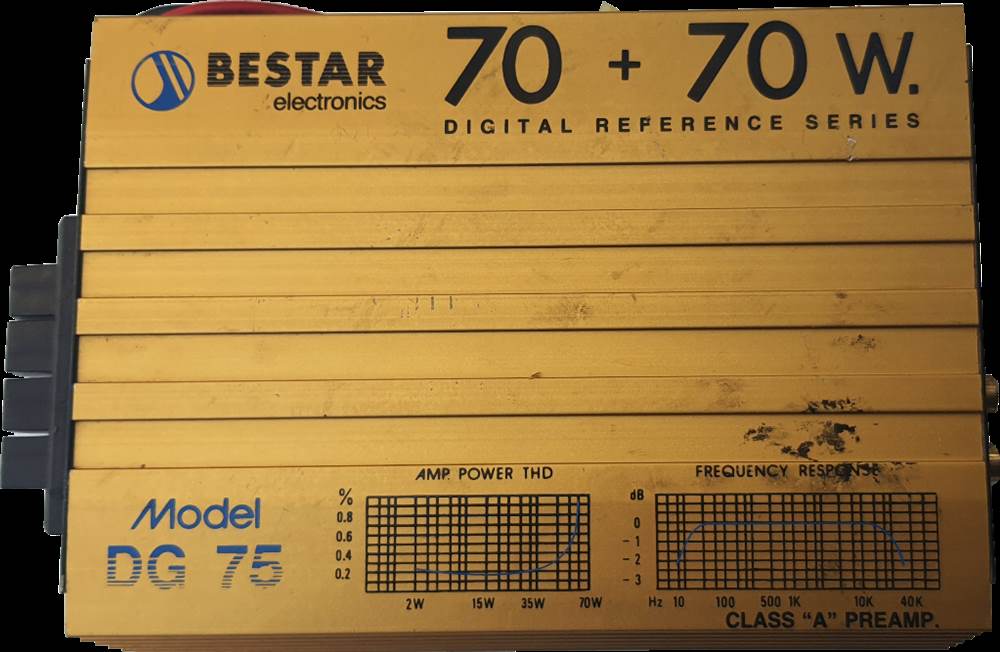 BESTAR
electronics
70 + 70 W.
DIGITAL REFERENCE SERIES
Model
DG 75
AMP. POWER THD
%
0.8
0.6
0.4
0.2
2W 15W 35W 70W
FREQUENCY RESPONSE
dB
0
- 1
- 2
- 3
Hz 10 100 500 1K 10K 40K
CLASS "A" PREAMP.